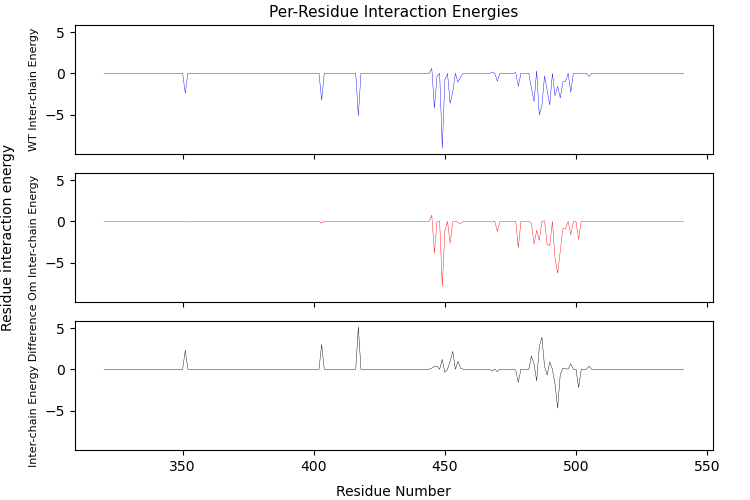 Per-Residue Interaction Energies
Residue interaction energy
WT Inter-chain Energy
5
0
−5
Om Inter-chain Energy
5
0
−5
Inter-chain Energy Difference
5
0
−5
350
400
450
500
550
Residue Number